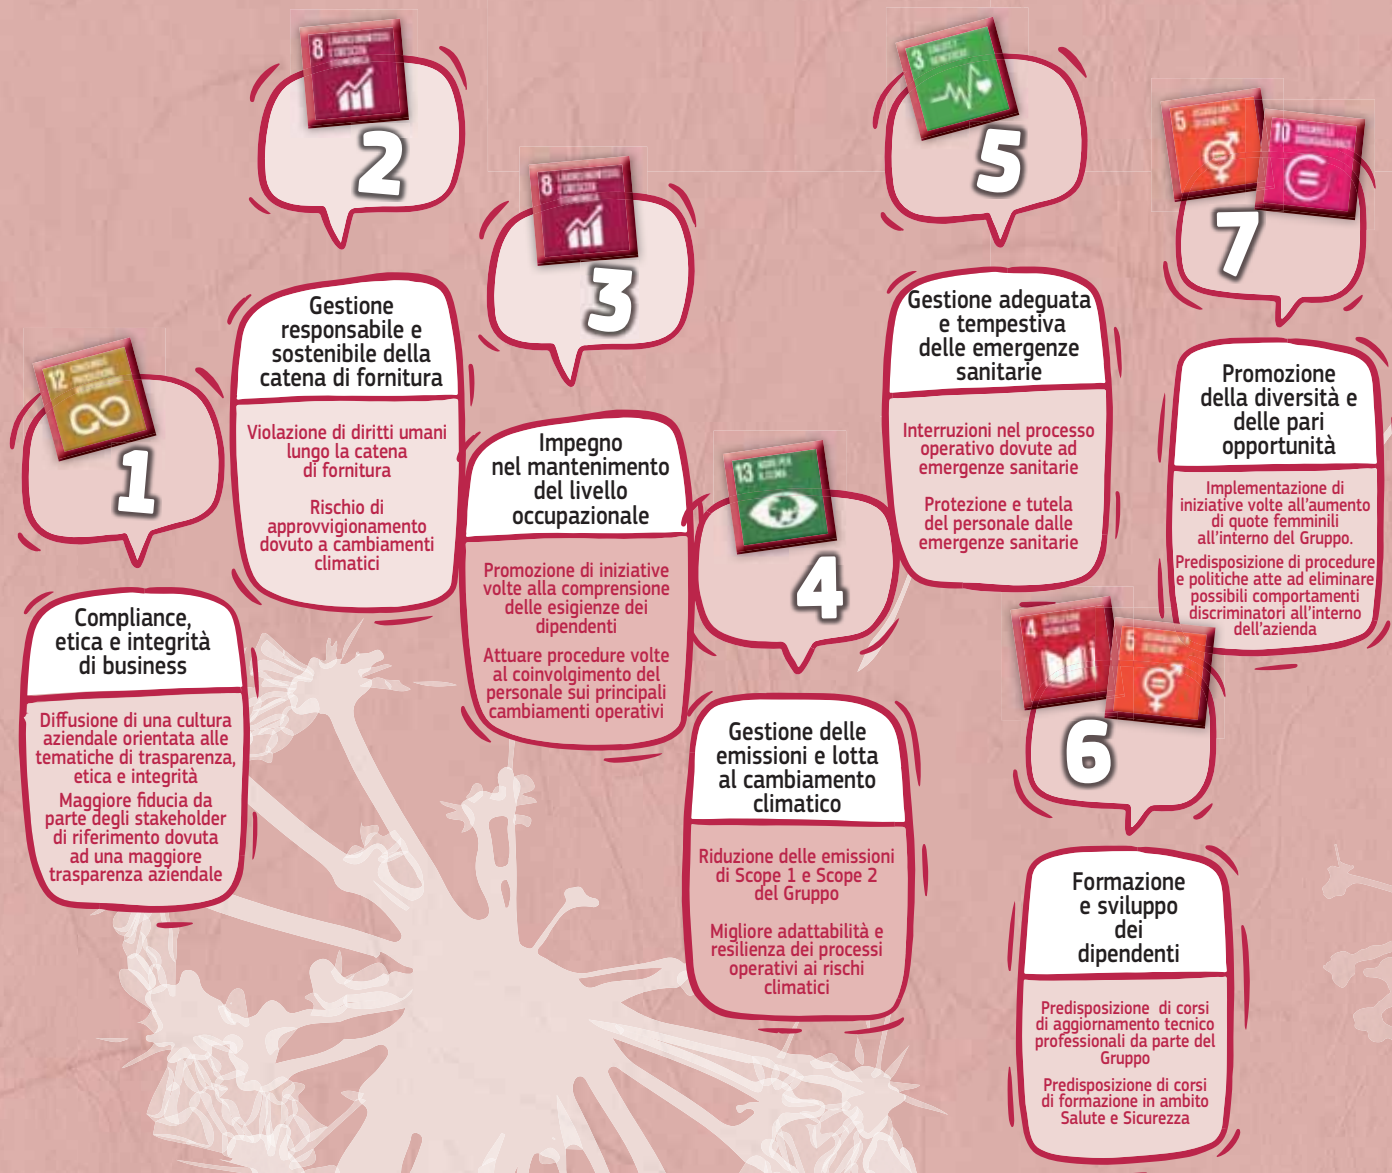 1
Compliance,
etica e integrità
di business
Diffusione di una cultura
aziendale orientata alle
tematiche di trasparenza,
etica e integrità
Maggiore fiducia da
parte degli stakeholder
di riferimento dovuta
ad una maggiore
trasparenza aziendale
12
8
2
Gestione
responsabile e
sostenibile della
catena di fornitura
Violazione di diritti umani
lungo la catena
di fornitura
Rischio di
approvvigionamento
dovuto a cambiamenti
climatici
8
3
Impegno
nel mantenimento
del livello
occupazionale
Promozione di iniziative
volte alla comprensione
delle esigienze dei
dipendenti
Attuare procedure volte
al coinvolgimento del
personale sui principali
cambiamenti operativi
13
4
Gestione delle
emissioni e lotta
al cambiamento
climatico
Riduzione delle emissioni
di Scope 1 e Scope 2
del Gruppo
Migliore adattabilità e
resilienza dei processi
operativi ai rischi
climatici
3
5
Gestione adeguata
e tempestiva
delle emergenze
sanitarie
Interruzioni nel processo
operativo dovute ad
emergenze sanitarie
Protezione e tutela
del personale dalle
emergenze sanitarie
4
5
6
Formazione
e sviluppo
dei
dipendenti
Predisposizione di corsi
di aggiornamento tecnico
professionali da parte del
Gruppo
Predisposizione di corsi
di formazione in ambito
Salute e Sicurezza
5
10
7
Promozione
della diversità e
delle pari
opportunità
Implementazione di
iniziative volte all'aumento
di quote femminili
all'interno del Gruppo.
Predisposizione di procedure
e politiche atte ad eliminare
possibili comportamenti
discriminatori all'interno
dell'azienda